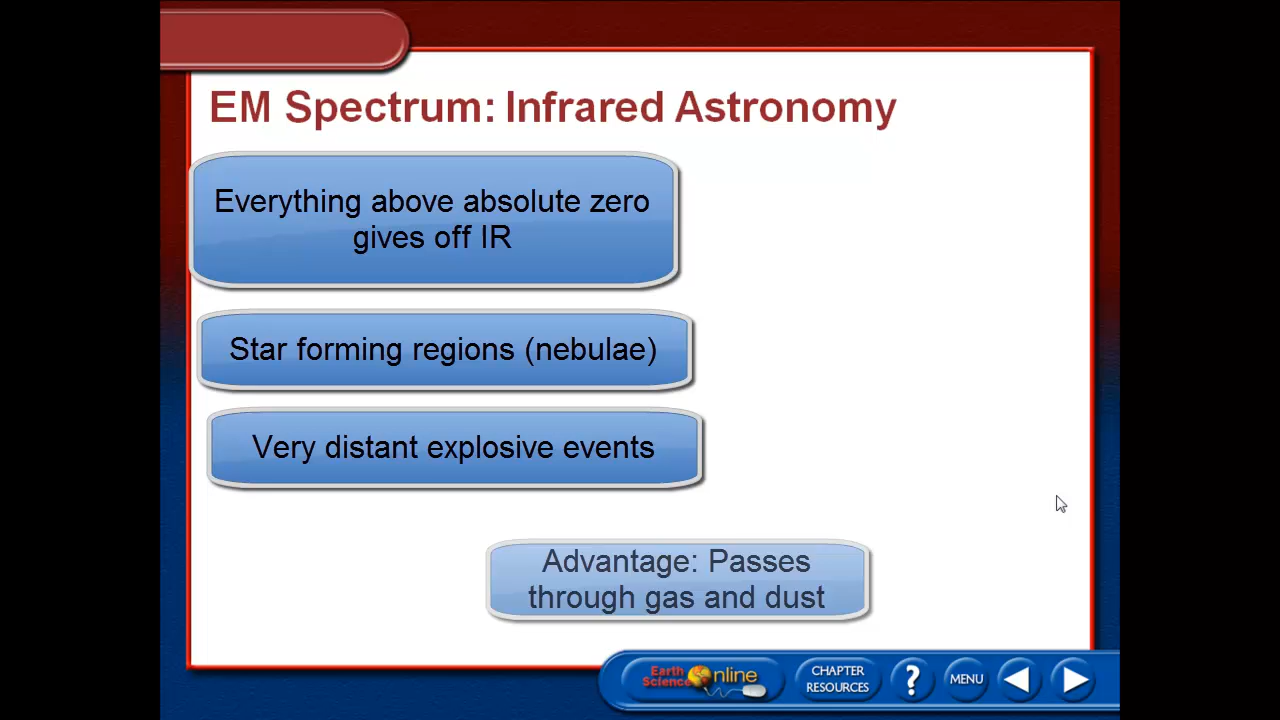 EM Spectrum: Infrared Astronomy
Everything above absolute zero
gives off IR
Star forming regions (nebulae)
Very distant explosive events
Advantage: Passes
through gas and dust
Earth
Science
nline
CHAPTER
RESOURCES
?
MENU